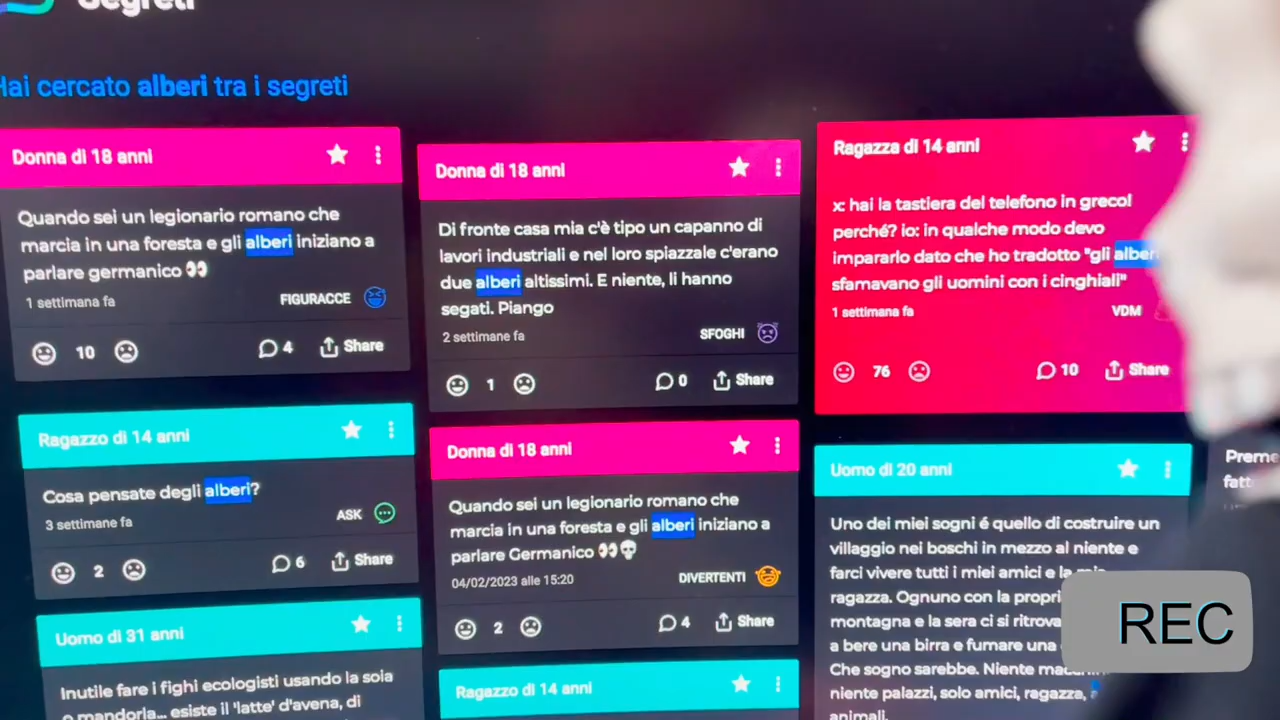 Segreti
Hai cercato alberi tra i segreti
Donna di 18 anni
Quando sei un legionario romano che
marcia in una foresta e gli alberi iniziano a
parlare germanico 👀
1 settimana fa
FIGURACCE
10
4
Share
Ragazzo di 14 anni
Cosa pensate degli alberi?
3 settimane fa
ASK
2
6
Share
Uomo di 31 anni
Inutile fare i fighi ecologisti usando la soia
o mandorla... esiste il 'latte' d'avena, di
Donna di 18 anni
Di fronte casa mia c'è tipo un capanno di
lavori industriali e nel loro spiazzale c'erano
due alberi altissimi. E niente, li hanno
segati. Piango
2 settimane fa
SFOGHI
1
0
Share
Donna di 18 anni
Quando sei un legionario romano che
marcia in una foresta e gli alberi iniziano a
parlare Germanico 👀💀
04/02/2023 alle 15:20
DIVERTENTI
2
4
Share
Ragazzo di 14 anni
Ragazza di 14 anni
x: hai la tastiera del telefono in greco!
perché? io: in qualche modo devo
impararlo dato che ho tradotto "gli alberi
sfamavano gli uomini con i cinghiali"
1 settimana fa
VDM
76
10
Share
Uomo di 20 anni
Uno dei miei sogni é quello di costruire un
villaggio nei boschi in mezzo al niente e
farci vivere tutti i miei amici e la mia
ragazza. Ognuno con la propri
montagna e la sera ci si ritrova
a bere una birra e fumare una
Che sogno sarebbe. Niente
niente palazzi, solo amici, ragazza,
animali.
Preme
fatt
REC